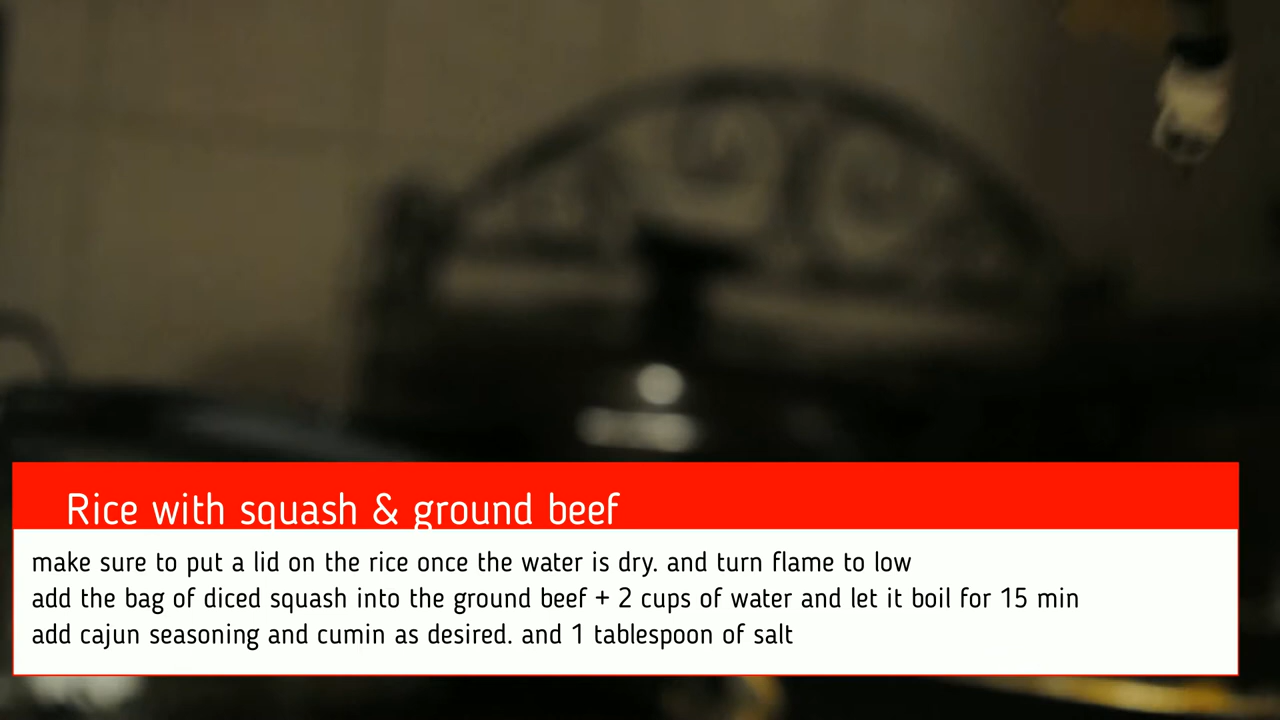 Rice with squash & ground beef
make sure to put a lid on the rice once the water is dry. and turn flame to low
add the bag of diced squash into the ground beef + 2 cups of water and let it boil for 15 min
add cajun seasoning and cumin as desired. and 1 tablespoon of salt